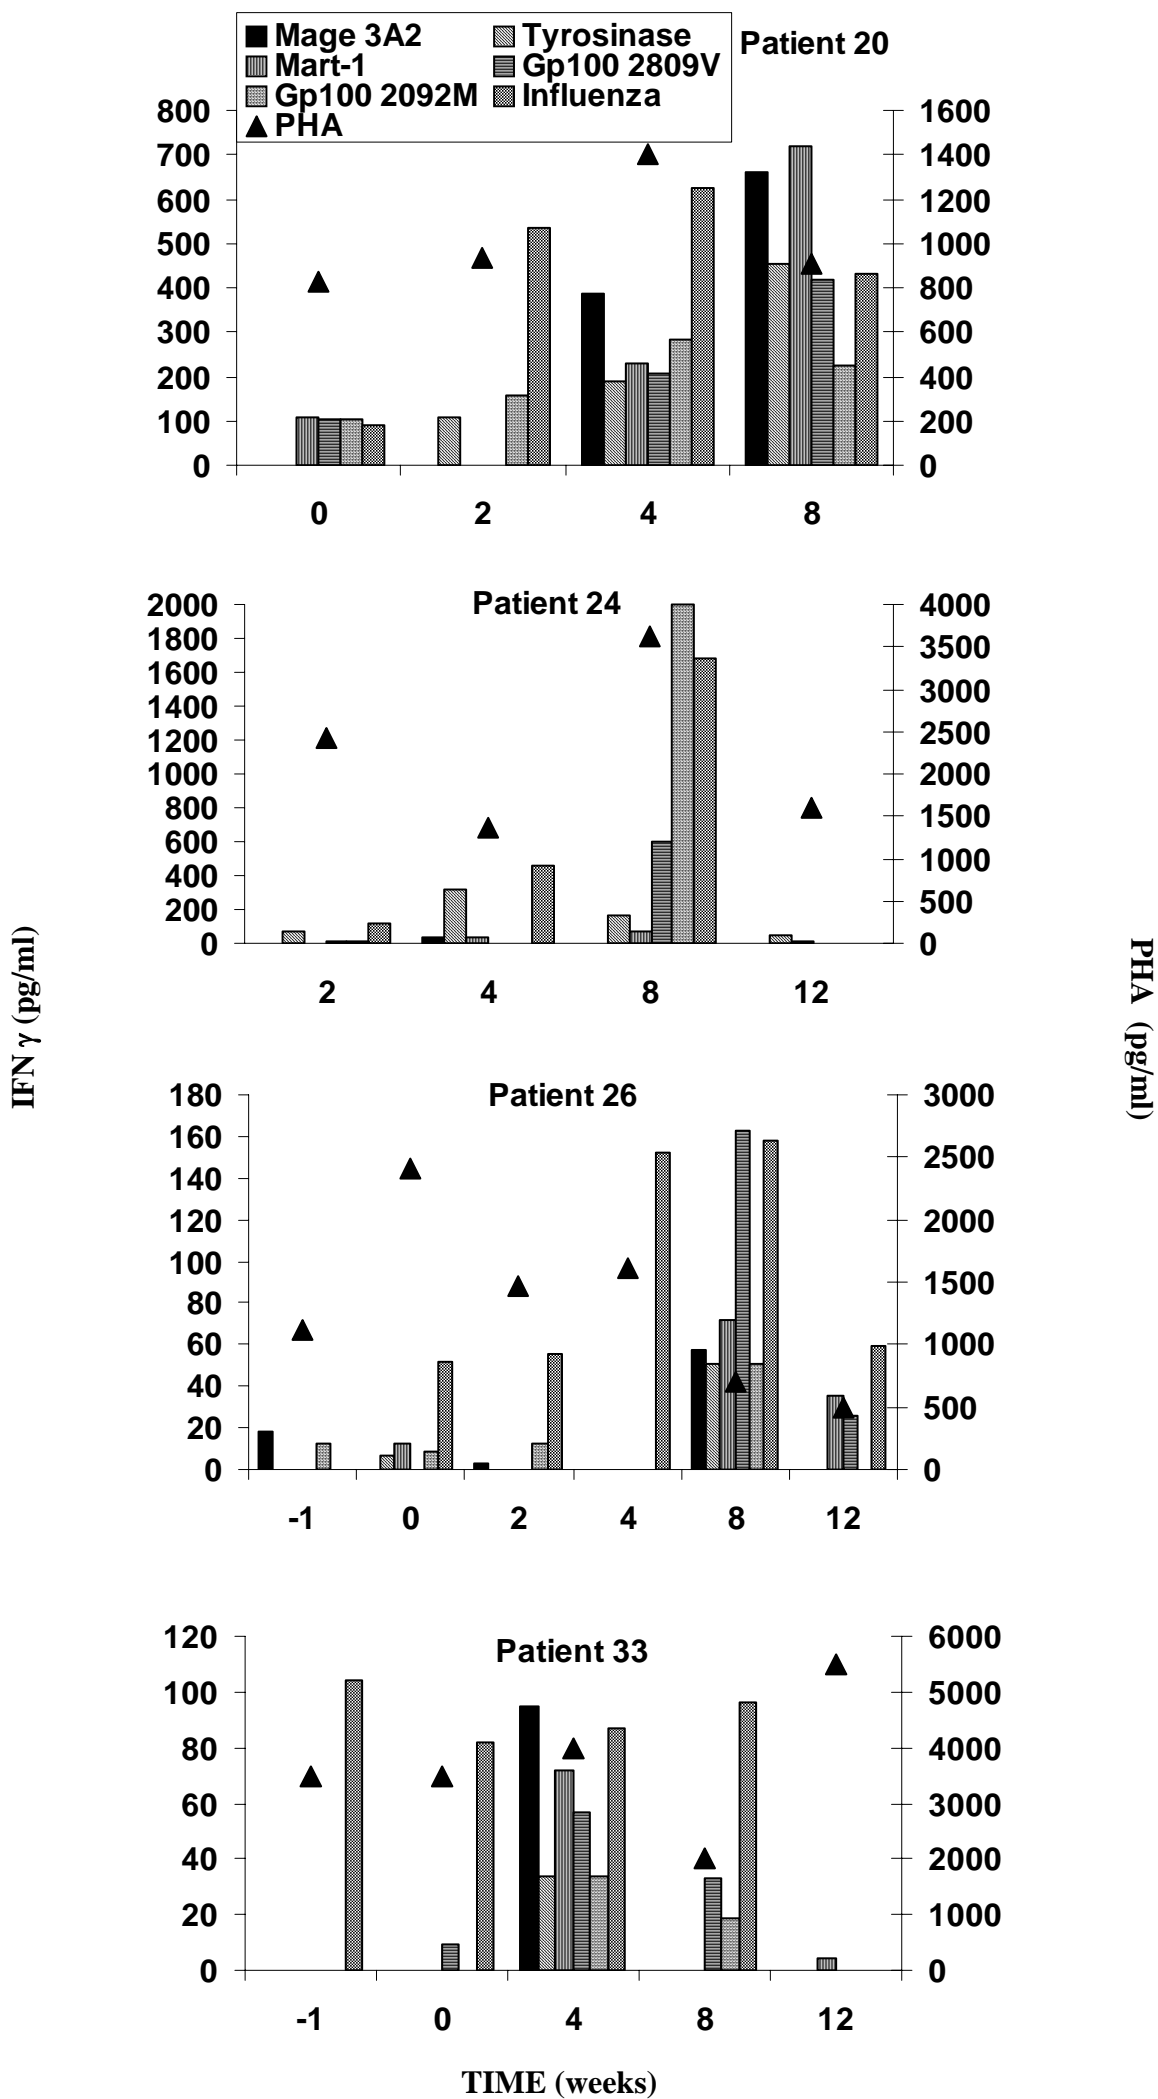 Mage 3A2 Tyrosinase
Mart-1 Gp100 2809V
Gp100 2092M Influenza
PHA
Patient 20
800 1600
700 1400
600 1200
500 1000
400 800
300 600
200 400
100 200
0 0
0 2 4 8
Patient 24
2000 4000
1800 3500
1600 3000
1400 2500
1200 2000
1000 1500
800 1000
600 500
400 0
200
0
2 4 8 12
IFN γ (pg/ml)
PHA (pg/ml)
Patient 26
180 3000
160 2500
140 2000
120 1500
100 1000
80 500
60 0
40
20
0
-1 0 2 4 8 12
Patient 33
120 6000
100 5000
80 4000
60 3000
40 2000
20 1000
0 0
-1 0 4 8 12
TIME (weeks)